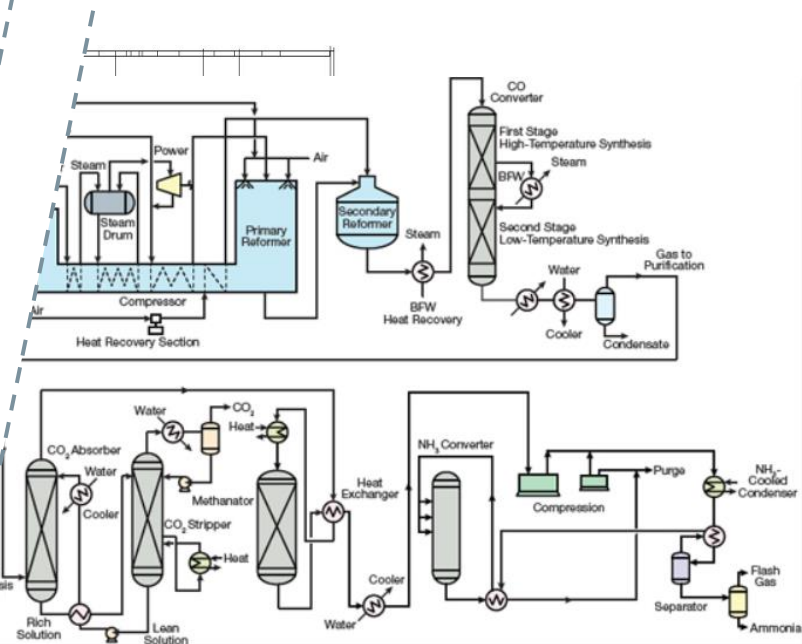 CO
Converter
First Stage
High-Temperature Synthesis
Steam
BFW
Second Stage
Low-Temperature Synthesis
Power
Steam
Air
Steam
Drum
Primary
Reformer
Secondary
Reformer
Steam
Compressor
Air
Heat Recovery Section
BFW
Heat Recovery
Water
Cooler
Gas to
Purification
Condensate
CO2 Absorber
Water
Cooler
Water
CO2
Heat
Methanator
CO2 Stripper
Heat
Rich
Solution
Lean
Solution
Heat
Exchanger
Cooler
Water
NH3 Converter
Compression
Purge
NH3-
Cooled
Condenser
Separator
Flash
Gas
Ammonia